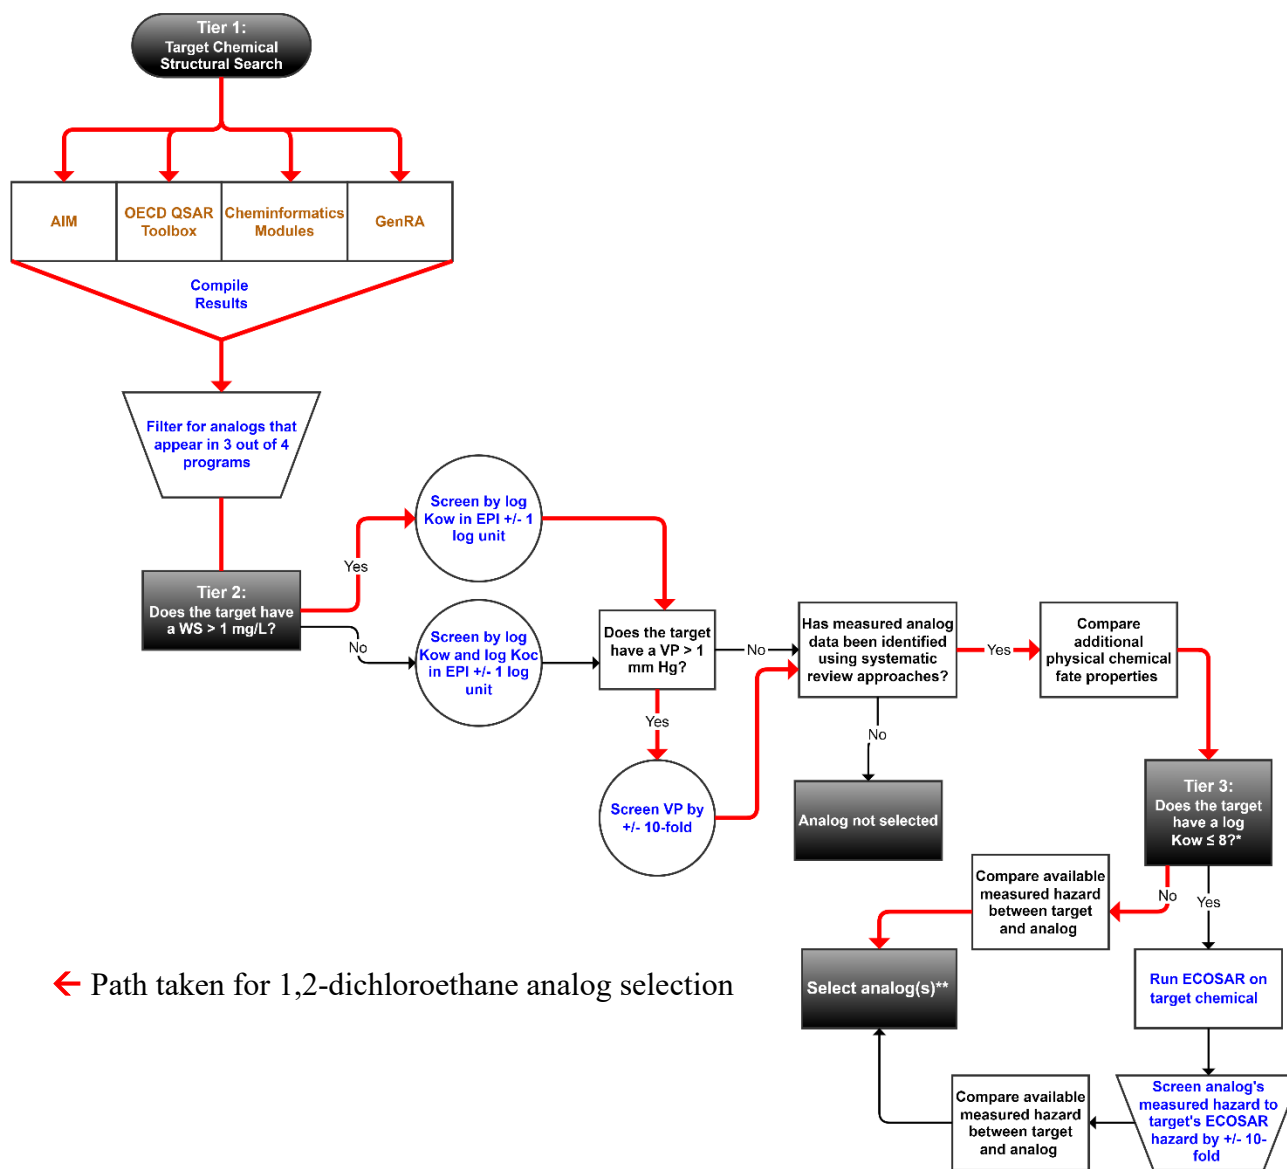 Tier 1:
Target Chemical
Structural Search
AIM
OECD QSAR
Toolbox
Cheminformatics
Modules
GenRA
Compile
Results
Filter for analogs that
appear in 3 out of 4
programs
Tier 2:
Does the target have
a WS > 1 mg/L?
Yes
No
Screen by log
Kow in EPI +/- 1
log unit
Screen by log
Kow and log Koc
in EPI +/- 1 log
unit
Does the target
have a VP > 1
mm Hg?
No
Yes
Screen VP by
+/- 10-fold
Has measured analog
data been identified
using systematic
review approaches?
Yes
No
Analog not selected
Compare
additional
physical chemical
fate properties
Tier 3:
Does the target
have a log
Kow ≤ 8?*
No
Yes
Compare available
measured hazard
between target
and analog
Select analog(s)**
Run ECOSAR on
target chemical
Screen analog's
measured hazard to
target's ECOSAR
hazard by +/- 10-
fold
Compare available
measured hazard
between target
and analog
Path taken for 1,2-dichloroethane analog selection